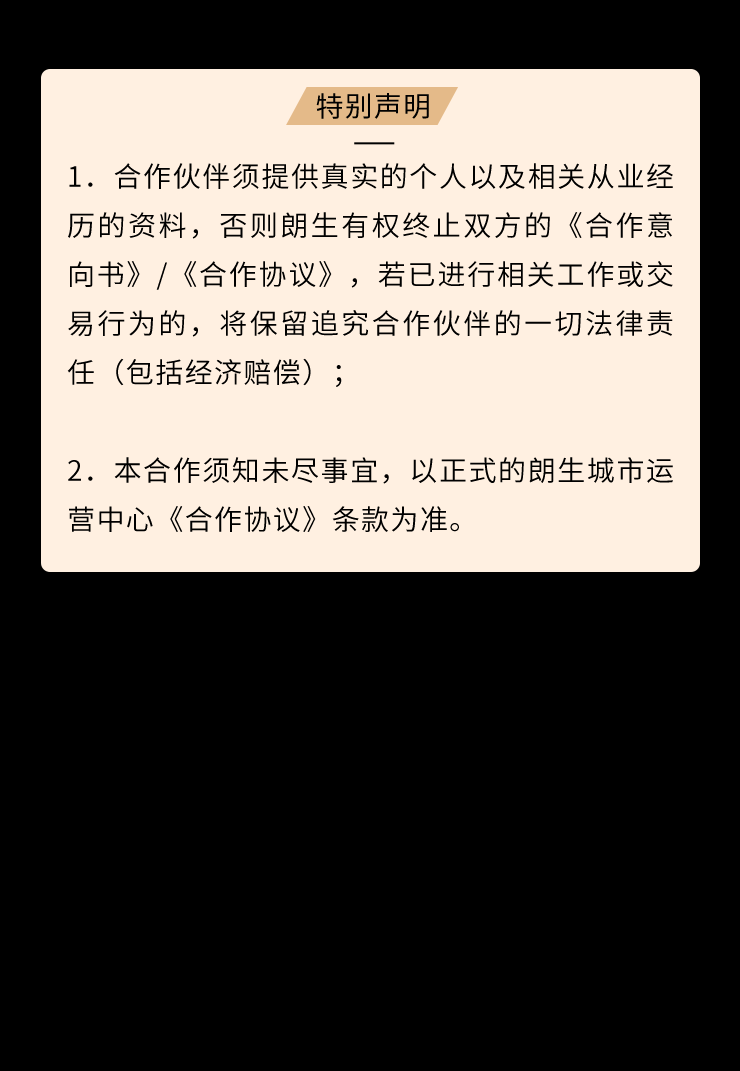 特别声明
1. 合作伙伴须提供真实的个人以及相关从业经
历的资料，否则朗生有权终止双方的《合作意
向书》/《合作协议》，若已进行相关工作或交
易行为的，将保留追究合作伙伴的一切法律责
任（包括经济赔偿）；
2. 本合作须知未尽事宜，以正式的朗生城市运
营中心《合作协议》条款为准。